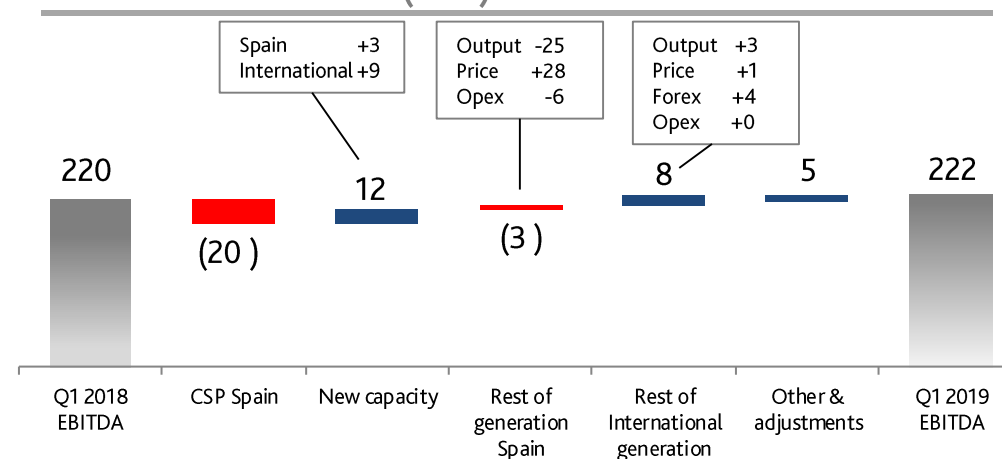 Spain +3
International +9
Output -25
Price +28
Opex -6
Output +3
Price +1
Forex +4
Opex +0
220
(20 )
12
(3 )
8
5
222
Q1 2018
EBITDA
CSP Spain
New capacity
Rest of
generation
Spain
Rest of
International
generation
Other &
adjustments
Q1 2019
EBITDA